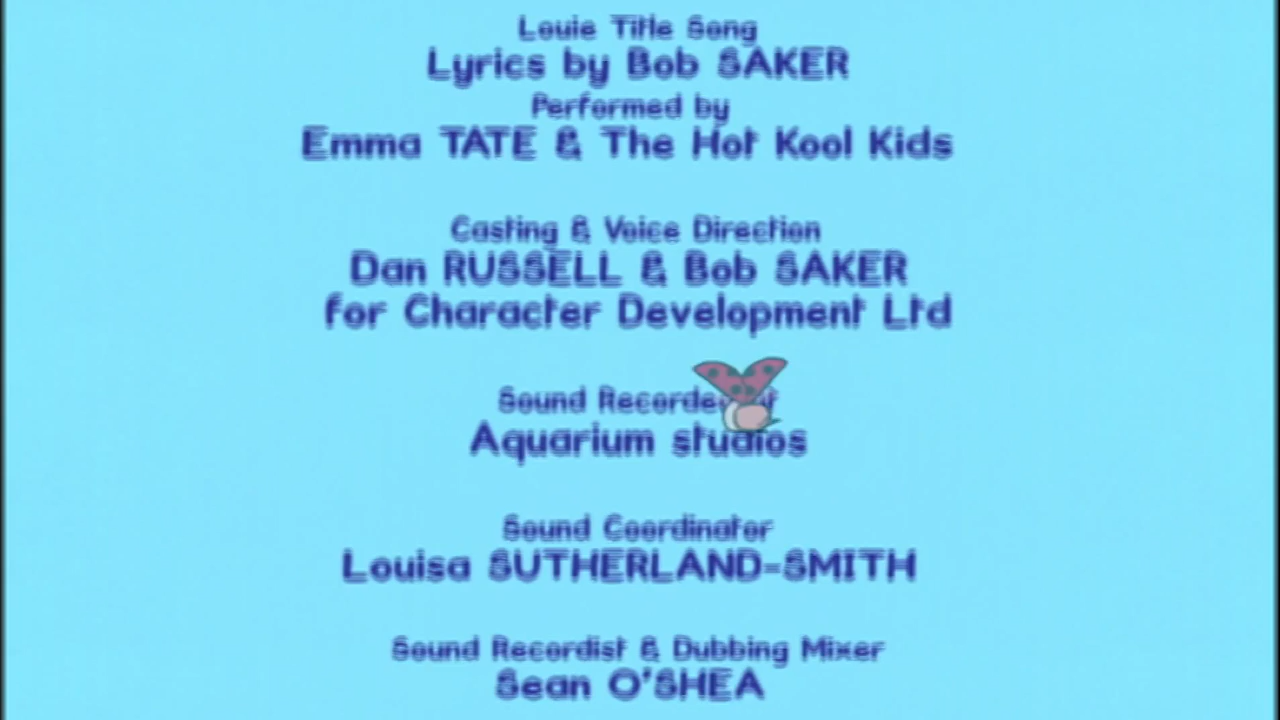 Louie Title Song
Lyrics by Bob SAKER
Performed by
Emma TATE & The Hot Kool Kids
Casting & Voice Direction
Dan RUSSELL & Bob SAKER
for Character Development Ltd
Sound Recorded
Aquarium studios
Sound Coordinator
Louisa SUTHERLAND-SMITH
Sound Recordist & Dubbing Mixer
Sean O'SHEA